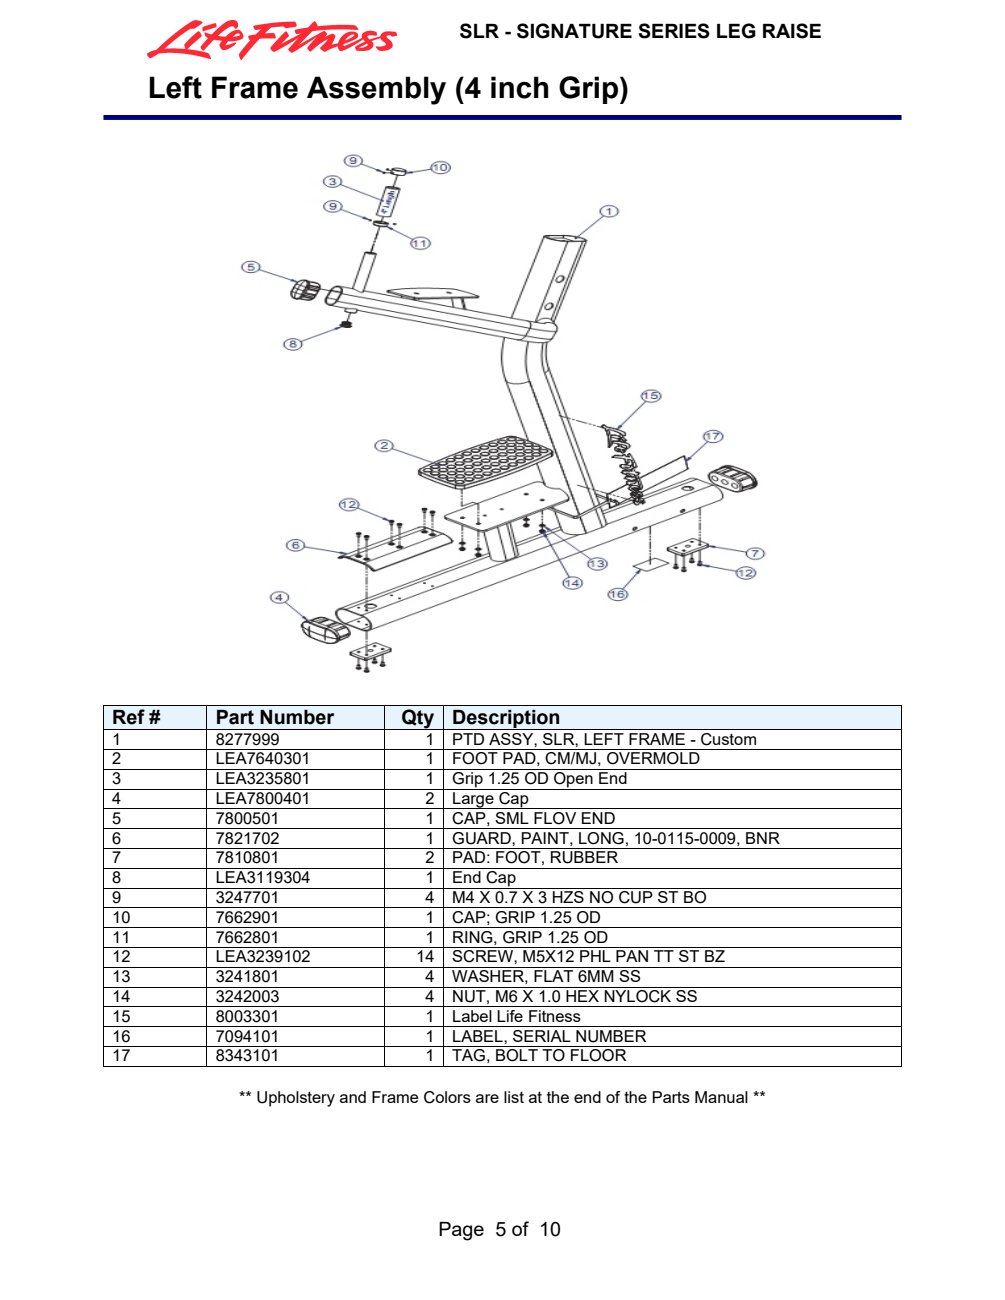 Life Fitness
SLR - SIGNATURE SERIES LEG RAISE
Left Frame Assembly (4 inch Grip)
9
10
3
4" Length
9
11
1
5
8
15
2
17
12
6
7
13
12
14
16
4
Ref # Part Number Qty Description
1 8277999 1 PTD ASSY, SLR, LEFT FRAME - Custom
2 LEA7640301 1 FOOT PAD, CM/MJ, OVERMOLD
3 LEA3235801 1 Grip 1.25 OD Open End
4 LEA7800401 2 Large Cap
5 7800501 1 CAP, SML FLOV END
6 7821702 1 GUARD, PAINT, LONG, 10-0115-0009, BNR
7 7810801 2 PAD: FOOT, RUBBER
8 LEA3119304 1 End Cap
9 3247701 4 M4 X 0.7 X 3 HZS NO CUP ST BO
10 7662901 1 CAP; GRIP 1.25 OD
11 7662801 1 RING, GRIP 1.25 OD
12 LEA3239102 14 SCREW, M5X12 PHL PAN TT ST BZ
13 3241801 4 WASHER, FLAT 6MM SS
14 3242003 4 NUT, M6 X 1.0 HEX NYLOCK SS
15 8003301 1 Label Life Fitness
16 7094101 1 LABEL, SERIAL NUMBER
17 8343101 1 TAG, BOLT TO FLOOR
** Upholstery and Frame Colors are list at the end of the Parts Manual **
Page 5 of 10